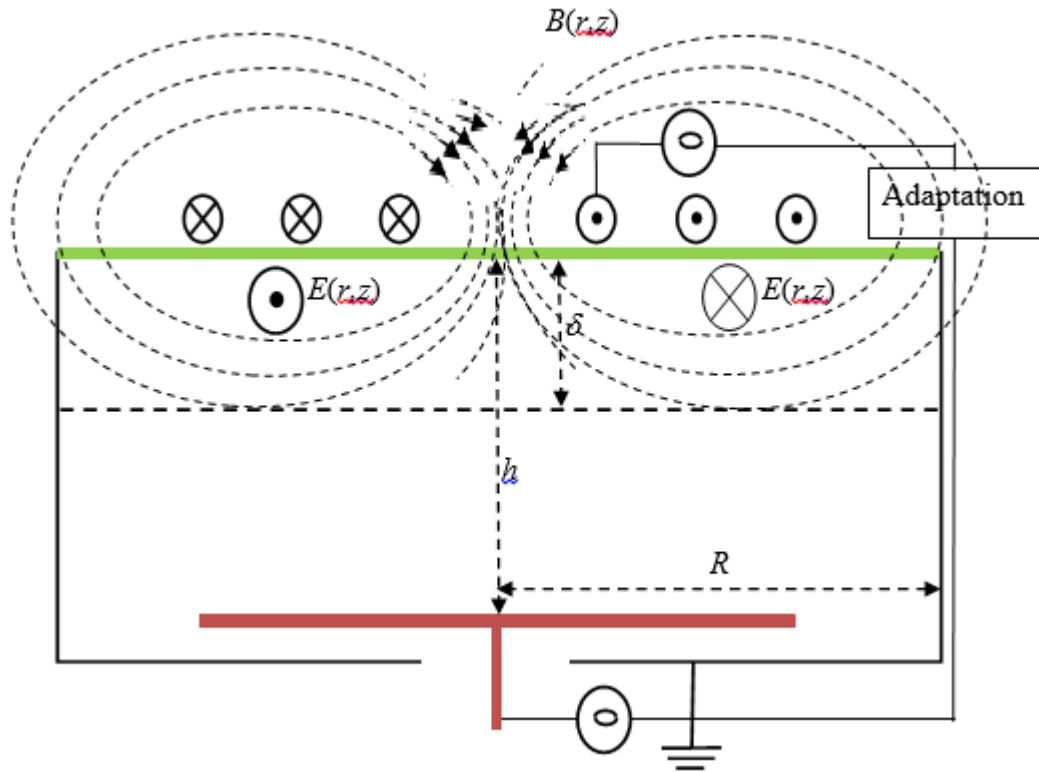 B(r,z)
Adaptation
E(r,z)
E(r,z)
δ
h
R